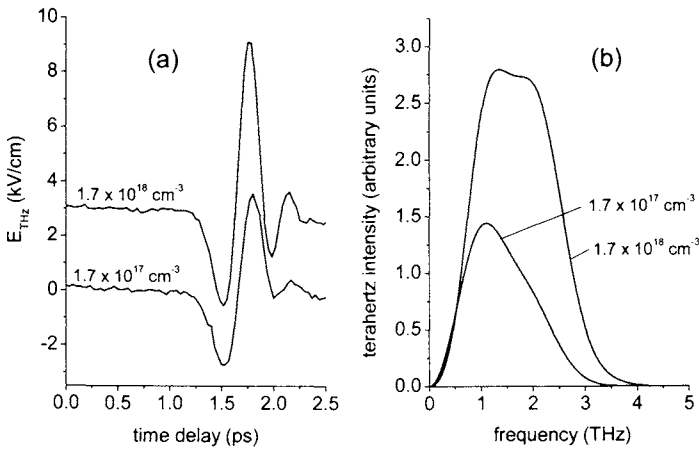 (a)
10
8
6
4
2
0
-2
E_THz (kV/cm)
1.7 x 10^18 cm^-3
1.7 x 10^17 cm^-3
0.0 0.5 1.0 1.5 2.0 2.5
time delay (ps)
(b)
3.0
2.5
2.0
1.5
1.0
0.5
0.0
terahertz intensity (arbitrary units)
1.7 x 10^17 cm^-3
1.7 x 10^18 cm^-3
0 1 2 3 4 5
frequency (THz)